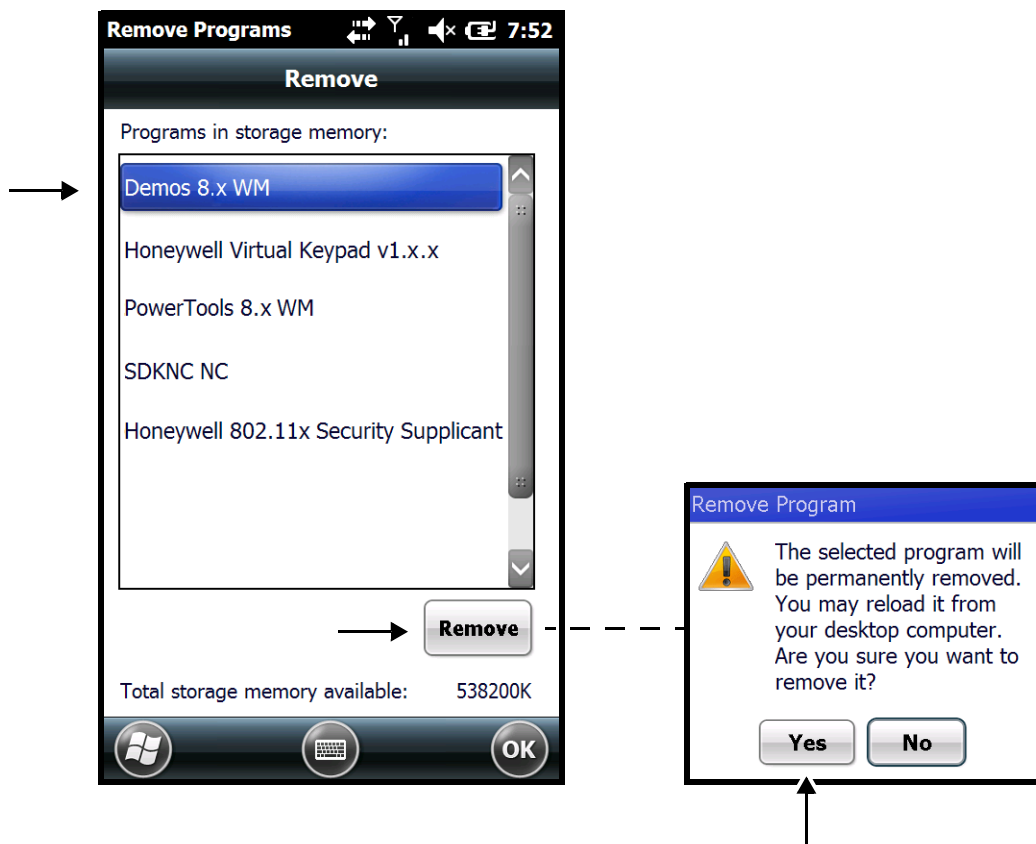 Remove Programs 7:52
Remove
Programs in storage memory:
Demos 8.x WM
Honeywell Virtual Keypad v1.x.x
PowerTools 8.x WM
SDKNC NC
Honeywell 802.11x Security Supplicant
Remove
Total storage memory available: 538200K
OK
Remove Program
The selected program will
be permanently removed.
You may reload it from
your desktop computer.
Are you sure you want to
remove it?
Yes No